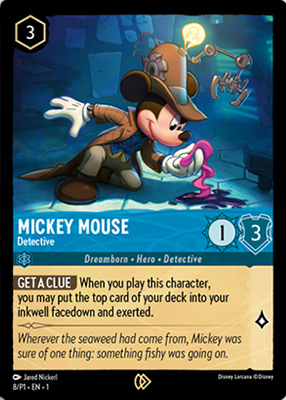 3
MICKEY MOUSE
Detective
1 3
Dreamborn • Hero • Detective
GET A CLUE When you play this character,
you may put the top card of your deck into your
inkwell facedown and exerted.
Wherever the seaweed had come from, Mickey was
sure of one thing: something fishy was going on.
Jared Nickerl
Disney Lorcana ©Disney
8/P1 • EN • 1